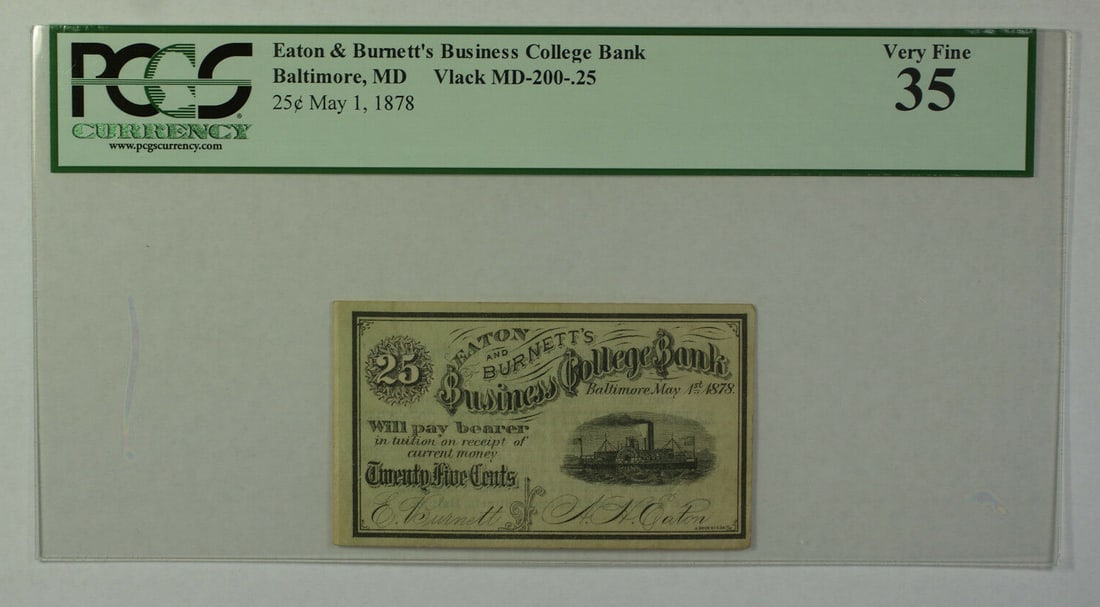 PCGS
CURRENCY
www.pcgscurrency.com
Eaton & Burnett's Business College Bank
Baltimore, MD Vlack MD-200-.25
25¢ May 1, 1878
Very Fine
35
25
EATON
AND
BURNETT'S
Business College Bank
Baltimore May 1st 1878.
Will pay bearer
in tuition on receipt of
current money
Twenty Five Cents
E. Burnett
A. H. Eaton